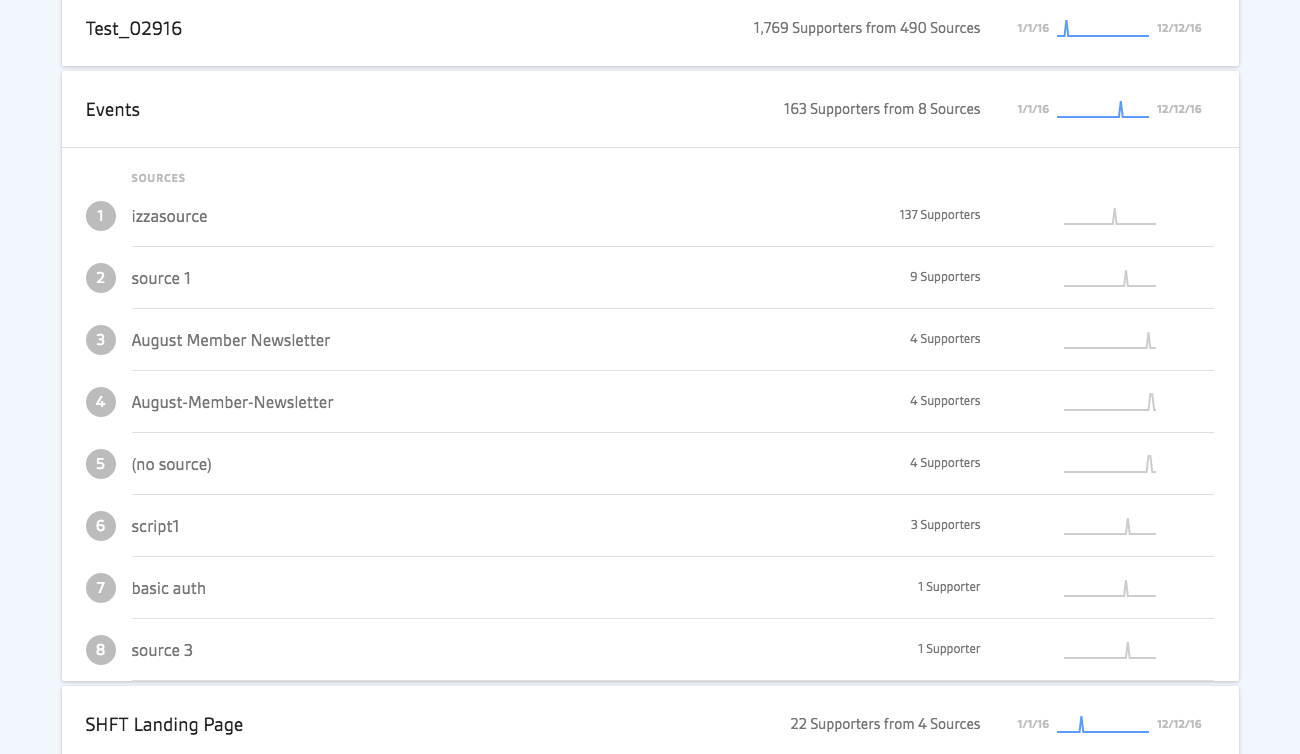 Test_02916 1,769 Supporters from 490 Sources 1/1/16 12/12/16
Events 163 Supporters from 8 Sources 1/1/16 12/12/16
SOURCES
1 izzasource 137 Supporters
2 source 1 9 Supporters
3 August Member Newsletter 4 Supporters
4 August-Member-Newsletter 4 Supporters
5 (no source) 4 Supporters
6 script1 3 Supporters
7 basic auth 1 Supporter
8 source 3 1 Supporter
SHFT Landing Page 22 Supporters from 4 Sources 1/1/16 12/12/16